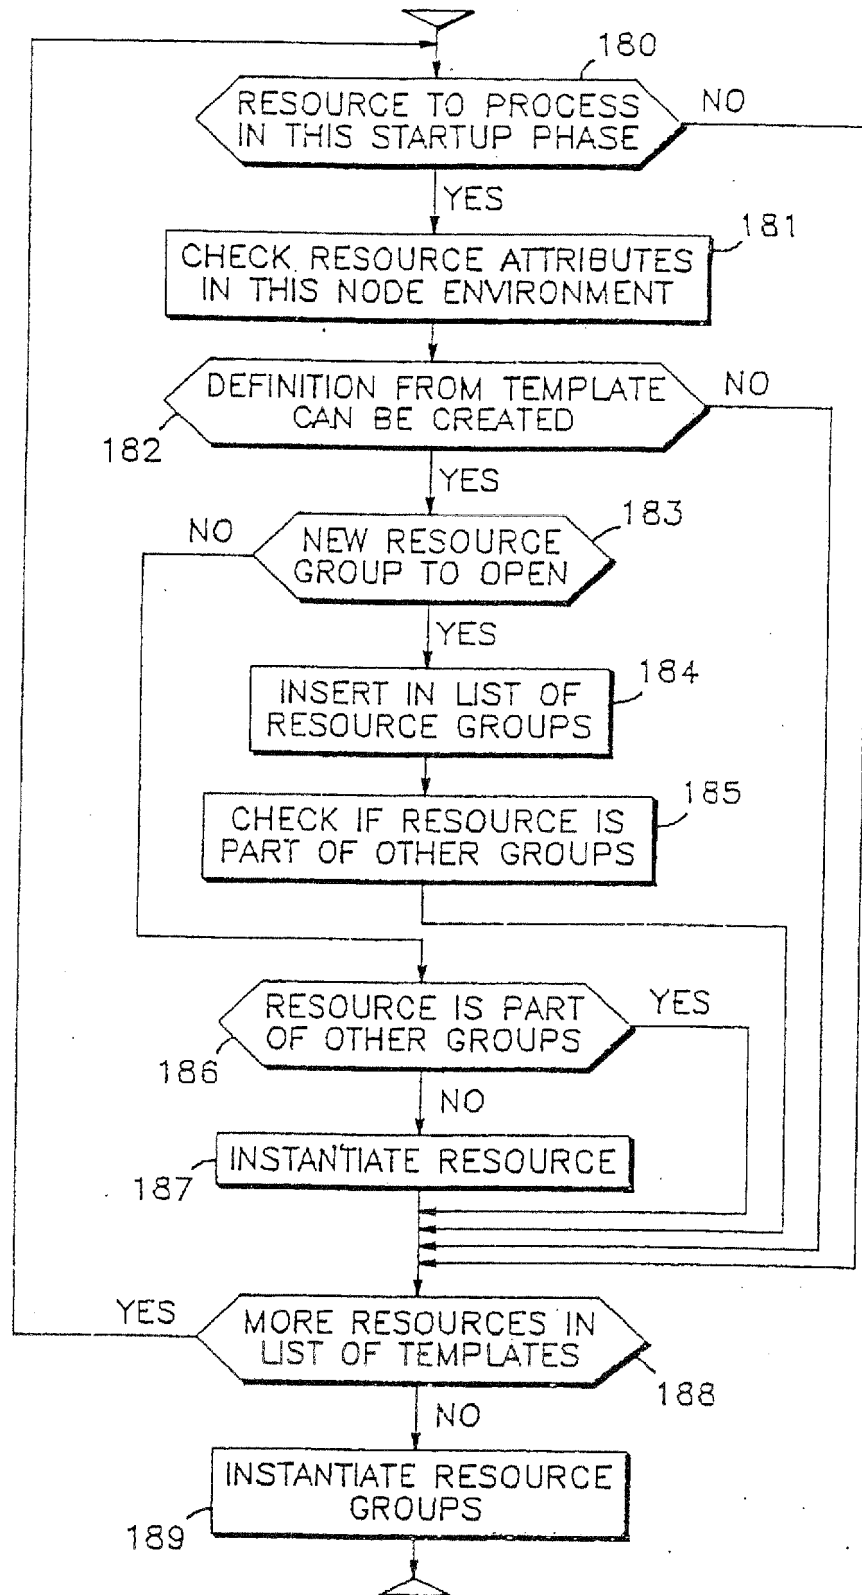 180
RESOURCE TO PROCESS
IN THIS STARTUP PHASE
NO
YES
181
CHECK RESOURCE ATTRIBUTES
IN THIS NODE ENVIRONMENT
DEFINITION FROM TEMPLATE
CAN BE CREATED
NO
182
YES
183
NO
NEW RESOURCE
GROUP TO OPEN
YES
184
INSERT IN LIST OF
RESOURCE GROUPS
185
CHECK IF RESOURCE IS
PART OF OTHER GROUPS
RESOURCE IS PART
OF OTHER GROUPS
YES
186
NO
INSTANTIATE RESOURCE
187
YES
MORE RESOURCES IN
LIST OF TEMPLATES
188
NO
INSTANTIATE RESOURCE
GROUPS
189